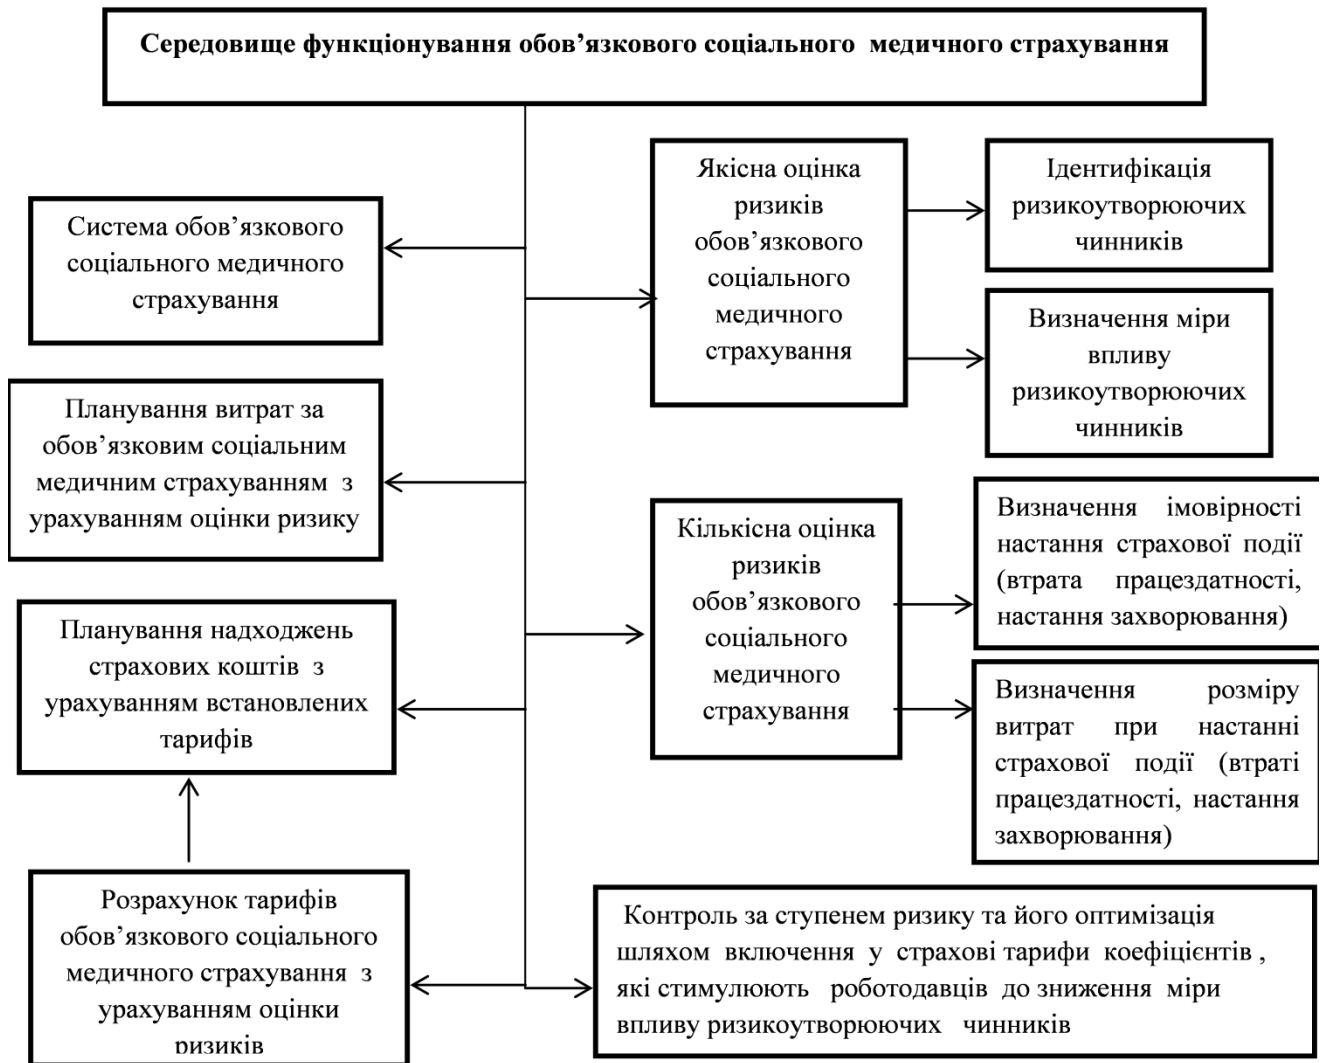 Середовище функціонування обов’язкового соціального медичного страхування
Система обов’язкового
соціального медичного
страхування
Планування витрат за
обов’язковим соціальним
медичним страхуванням з
урахуванням оцінки ризику
Планування надходжень
страхових коштів з
урахуванням встановлених
тарифів
Розрахунок тарифів
обов’язкового соціального
медичного страхування з
урахуванням оцінки
ризиків
Якісна оцінка
ризиків
обов’язкового
соціального
медичного
страхування
Ідентифікація
ризикоутворюючих
чинників
Визначення міри
впливу
ризикоутворюючих
чинників
Кількісна оцінка
ризиків
обов’язкового
соціального
медичного
страхування
Визначення імовірності
настання страхової події
(втрата працездатності,
настання захворювання)
Визначення розміру
витрат при настанні
страхової події (втраті
працездатності, настання
захворювання)
Контроль за ступенем ризику та його оптимізація
шляхом включення у страхові тарифи коефіцієнтів ,
які стимулюють роботодавців до зниження міри
впливу ризикоутворюючих чинників